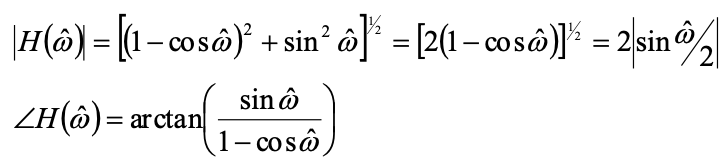 |H(ω̂)| = [(1 − cos ω̂)² + sin² ω̂]^½ = [2(1 − cos ω̂)]^½ = 2|sin ω̂/2|
∠H(ω̂) = arctan(sin ω̂ / (1 − cos ω̂))